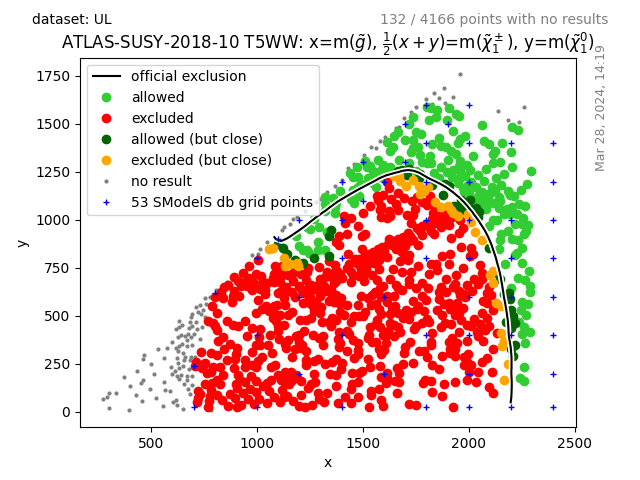 dataset: UL
132 / 4166 points with no results
ATLAS-SUSY-2018-10 T5WW: x=m(g̃), ½(x + y)=m(χ̃₁±), y=m(χ̃₁⁰)
Mar 28, 2024, 14:19
official exclusion
allowed
excluded
allowed (but close)
excluded (but close)
no result
53 SModelS db grid points
1750
1500
1250
1000
750
500
250
0
y
500
1000
1500
2000
2500
x